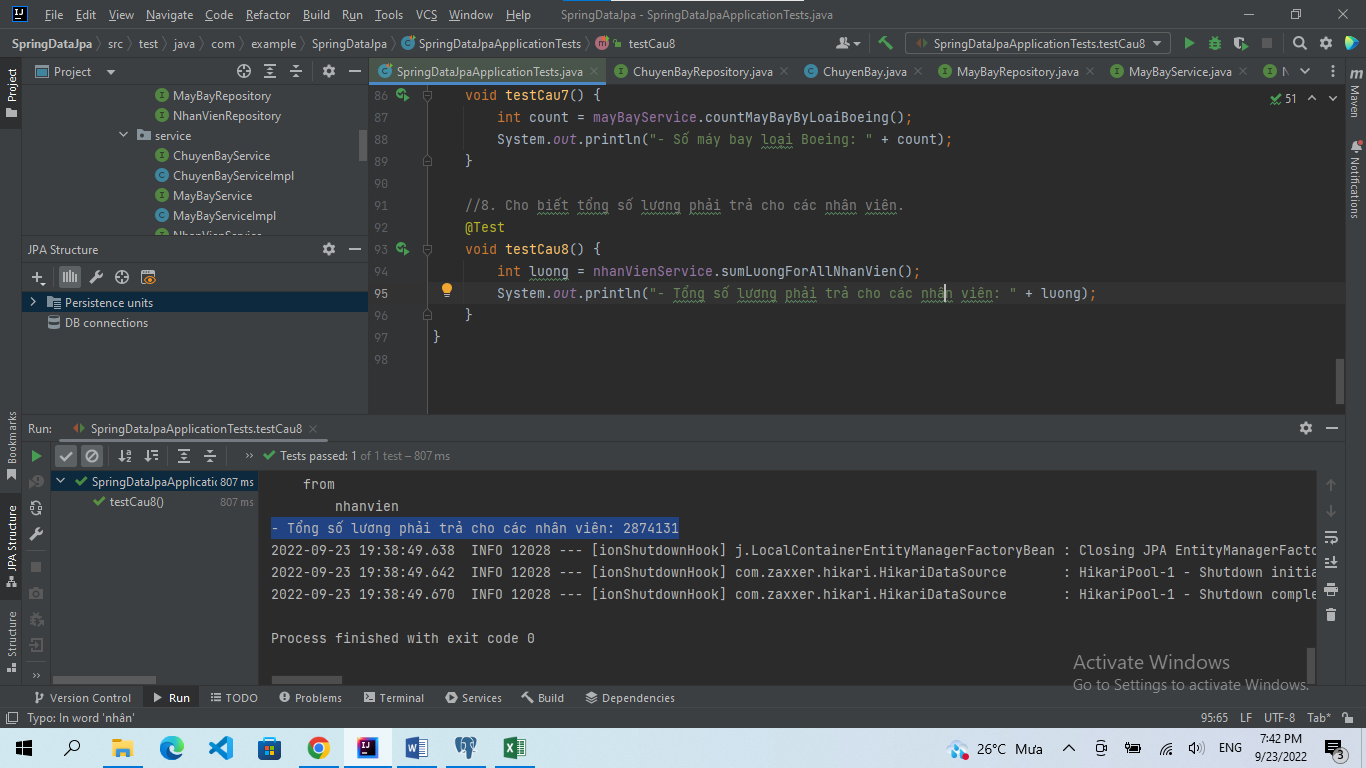 File Edit View Navigate Code Refactor Build Run Tools VCS Window Help SpringDataJpa - SpringDataJpaApplicationTests.java
SpringDataJpa src test java com example SpringDataJpa SpringDataJpaApplicationTests testCau8 SpringDataJpaApplicationTests.testCau8
Project
SpringDataJpaApplicationTests.java ChuyenBayRepository.java ChuyenBay.java MayBayRepository.java MayBayService.java N
Project
Maven
Notifications
Bookmarks
JPA Structure
Structure
MayBayRepository
NhanVienRepository
service
ChuyenBayService
ChuyenBayServiceImpl
MayBayService
MayBayServiceImpl
NhanVienService
JPA Structure
Persistence units
DB connections
51
86 void testCau7() {
87 int count = mayBayService.countMayBayByLoaiBoeing();
88 System.out.println("- Số máy bay loại Boeing: " + count);
89 }
90
91 //8. Cho biết tổng số lương phải trả cho các nhân viên.
92 @Test
93 void testCau8() {
94 int luong = nhanVienService.sumLuongForAllNhanVien();
95 System.out.println("- Tổng số lương phải trả cho các nhân viên: " + luong);
96 }
97 }
98
Run: SpringDataJpaApplicationTests.testCau8
Tests passed: 1 of 1 test – 807 ms
SpringDataJpaApplicatic 807 ms
testCau8() 807 ms
from
nhanvien
- Tổng số lương phải trả cho các nhân viên: 2874131
2022-09-23 19:38:49.638 INFO 12028 --- [ionShutdownHook] j.LocalContainerEntityManagerFactoryBean : Closing JPA EntityManagerFacto
2022-09-23 19:38:49.642 INFO 12028 --- [ionShutdownHook] com.zaxxer.hikari.HikariDataSource : HikariPool-1 - Shutdown initia
2022-09-23 19:38:49.670 INFO 12028 --- [ionShutdownHook] com.zaxxer.hikari.HikariDataSource : HikariPool-1 - Shutdown comple
Process finished with exit code 0
Activate Windows
Go to Settings to activate Windows.
Version Control Run TODO Problems Terminal Services Build Dependencies
Typo: In word 'nhân' 95:65 LF UTF-8 Tab*
26°C Mưa ENG 7:42 PM
9/23/2022 3